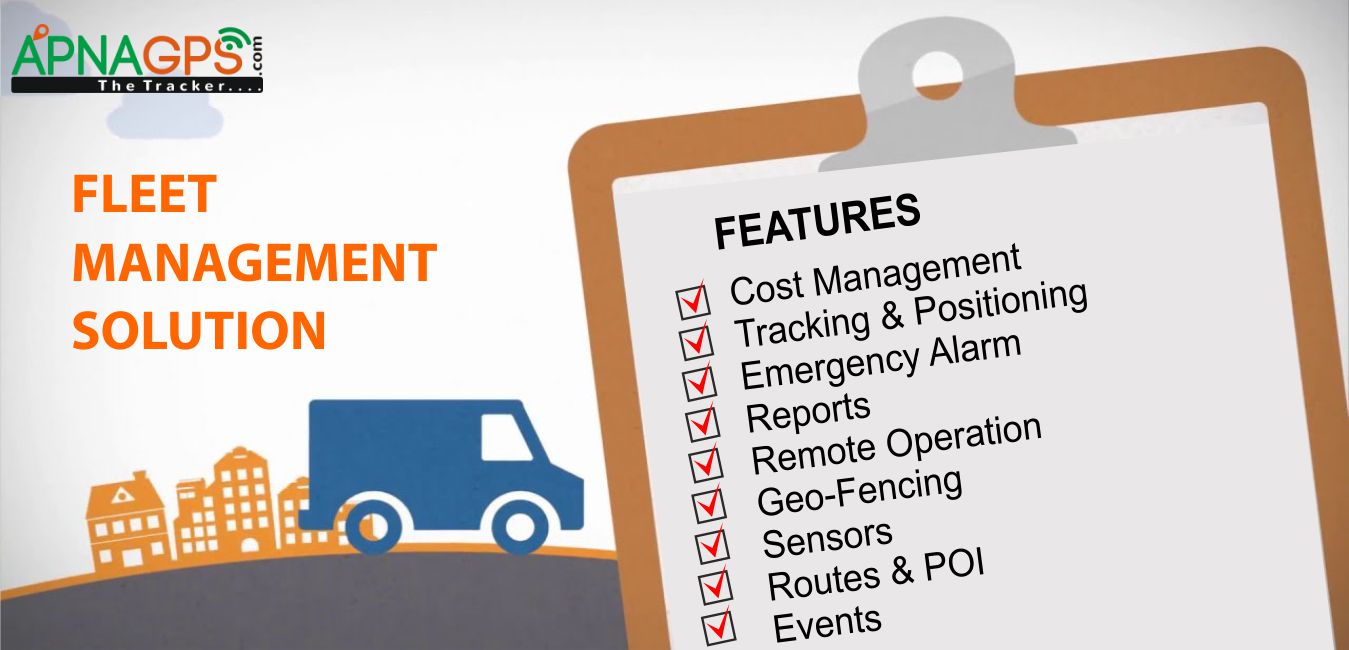 APNAGPS.com
The Tracker....
FLEET
MANAGEMENT
SOLUTION
FEATURES
Cost Management
Tracking & Positioning
Emergency Alarm
Reports
Remote Operation
Geo-Fencing
Sensors
Routes & POI
Events